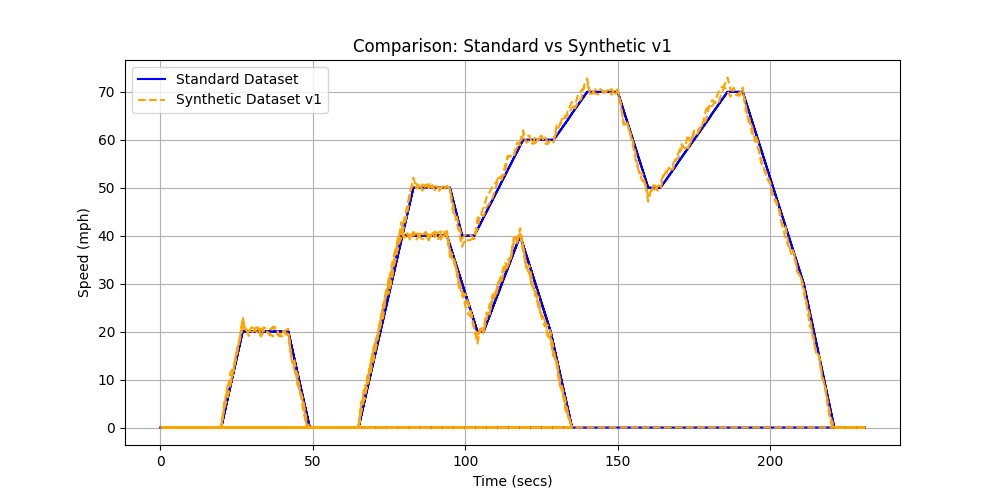 Comparison: Standard vs Synthetic v1
Standard Dataset
Synthetic Dataset v1
Speed (mph)
70
60
50
40
30
20
10
0
0 50 100 150 200
Time (secs)